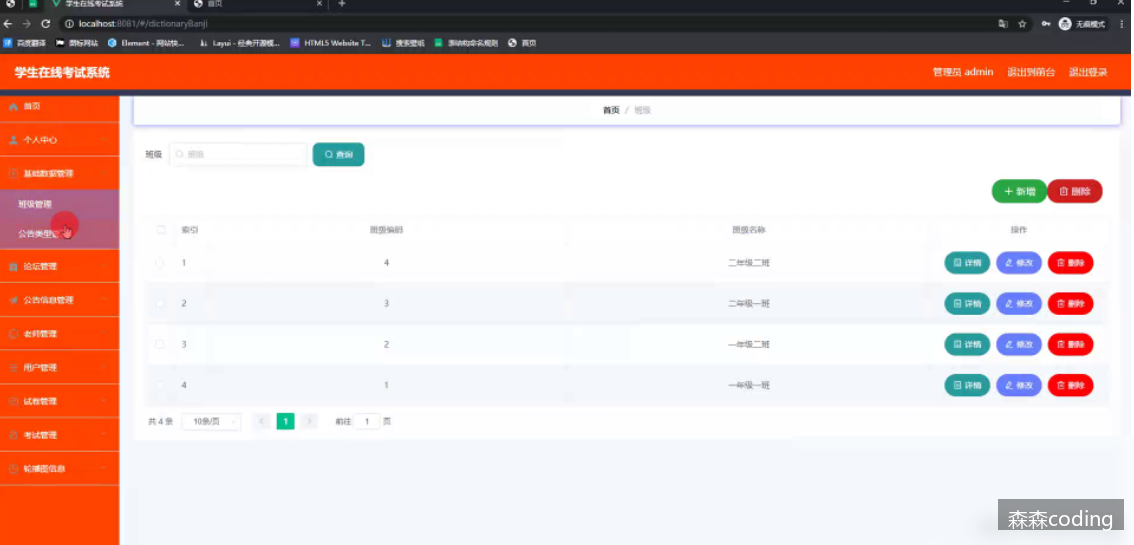 学生在线考试系统
首页
localhost:8081/#/dictionaryBanji
无痕模式
百度翻译 图标网站 Element - 网站快... Layui - 经典开源模... HTML5 Website T... 搜索壁纸 首页
学生在线考试系统
管理员 admin 退出到前台 退出登录
首页
个人中心
基础数据管理
班级管理
公告类型
论坛管理
公告信息管理
老师管理
用户管理
试卷管理
考试管理
轮播图信息
首页 / 班级
班级 班级 查询
新增 删除
索引 班级编码 班级名称 操作
1 4 二年级二班 详情 修改 删除
2 3 二年级一班 详情 修改 删除
3 2 一年级二班 详情 修改 删除
4 1 一年级一班 详情 修改 删除
共 4 条 10条/页 1 前往 1 页
森森coding